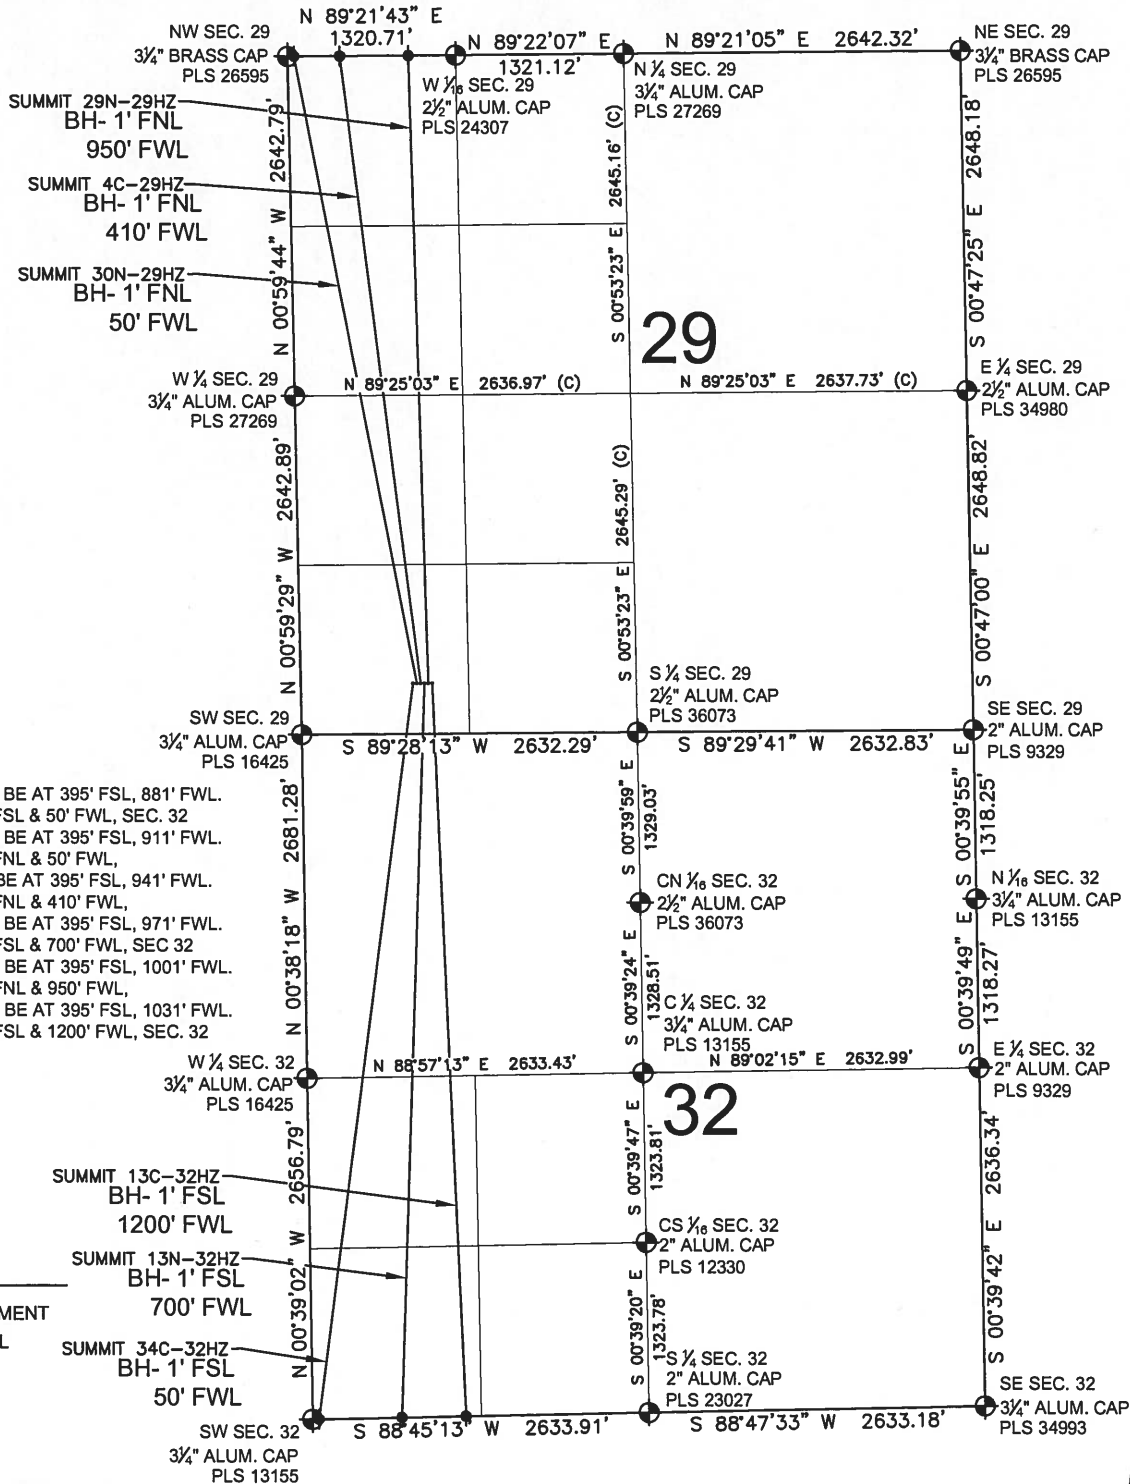 N 89°21'43" E
1320.71'
N 89°22'07" E
1321.12'
N 89°21'05" E 2642.32'
NW SEC. 29
3¼" BRASS CAP
PLS 26595
W 1⁄16 SEC. 29
2½" ALUM. CAP
PLS 24307
N ¼ SEC. 29
3¼" ALUM. CAP
PLS 27269
NE SEC. 29
3¼" BRASS CAP
PLS 26595
SUMMIT 29N-29HZ
BH- 1' FNL
950' FWL
SUMMIT 4C-29HZ
BH- 1' FNL
410' FWL
SUMMIT 30N-29HZ
BH- 1' FNL
50' FWL
N 00°59'44" W 2642.79'
S 00°53'23" E 2645.16' (C)
S 00°47'25" E 2648.18'
29
W ¼ SEC. 29
3¼" ALUM. CAP
PLS 27269
N 89°25'03" E 2636.97' (C)
N 89°25'03" E 2637.73' (C)
E ¼ SEC. 29
2½" ALUM. CAP
PLS 34980
N 00°59'29" W 2642.89'
S 00°53'23" E 2645.29' (C)
S 00°47'00" E 2648.82'
SW SEC. 29
3¼" ALUM. CAP
PLS 16425
S ¼ SEC. 29
2½" ALUM. CAP
PLS 36073
SE SEC. 29
2" ALUM. CAP
PLS 9329
S 89°28'13" W 2632.29'
S 89°29'41" W 2632.83'
BE AT 395' FSL, 881' FWL.
FSL & 50' FWL, SEC. 32
BE AT 395' FSL, 911' FWL.
FNL & 50' FWL,
BE AT 395' FSL, 941' FWL.
FNL & 410' FWL,
BE AT 395' FSL, 971' FWL.
FSL & 700' FWL, SEC 32
BE AT 395' FSL, 1001' FWL.
FNL & 950' FWL,
BE AT 395' FSL, 1031' FWL.
FSL & 1200' FWL, SEC. 32
N 00°38'18" W 2681.28'
S 00°39'59" E
1329.03'
S 00°39'55" E
1318.25'
CN 1⁄16 SEC. 32
2½" ALUM. CAP
PLS 36073
N 1⁄16 SEC. 32
3¼" ALUM. CAP
PLS 13155
S 00°39'24" E
1328.51'
S 00°39'49" E
1318.27'
C ¼ SEC. 32
3¼" ALUM. CAP
PLS 13155
W ¼ SEC. 32
3¼" ALUM. CAP
PLS 16425
N 88°57'13" E 2633.43'
N 89°02'15" E 2632.99'
E ¼ SEC. 32
2" ALUM. CAP
PLS 9329
32
N 00°39'02" W 2656.79'
S 00°39'47" E
1323.81'
S 00°39'42" E 2636.34'
SUMMIT 13C-32HZ
BH- 1' FSL
1200' FWL
CS 1⁄16 SEC. 32
2" ALUM. CAP
PLS 12330
SUMMIT 13N-32HZ
BH- 1' FSL
700' FWL
MENT
L
SUMMIT 34C-32HZ
BH- 1' FSL
50' FWL
S 00°39'20" E
1323.78'
S ¼ SEC. 32
2" ALUM. CAP
PLS 23027
SW SEC. 32
3¼" ALUM. CAP
PLS 13155
S 88°45'13" W 2633.91'
S 88°47'33" W 2633.18'
SE SEC. 32
3¼" ALUM. CAP
PLS 34993